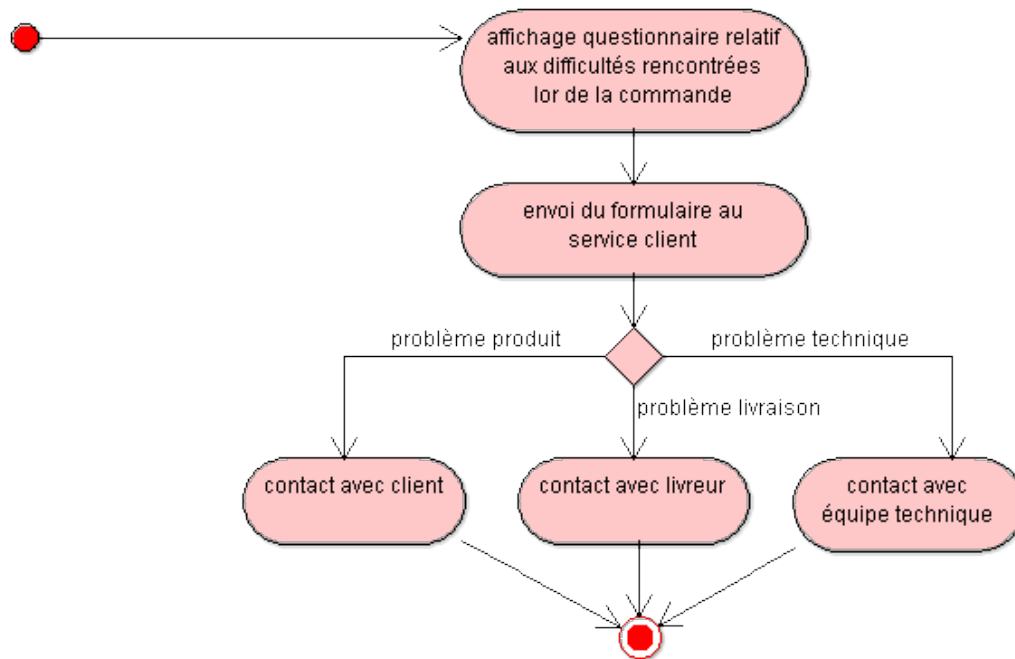 affichage questionnaire relatif
aux difficultés rencontrées
lor de la commande
envoi du formulaire au
service client
problème produit
problème technique
problème livraison
contact avec client
contact avec livreur
contact avec
équipe technique